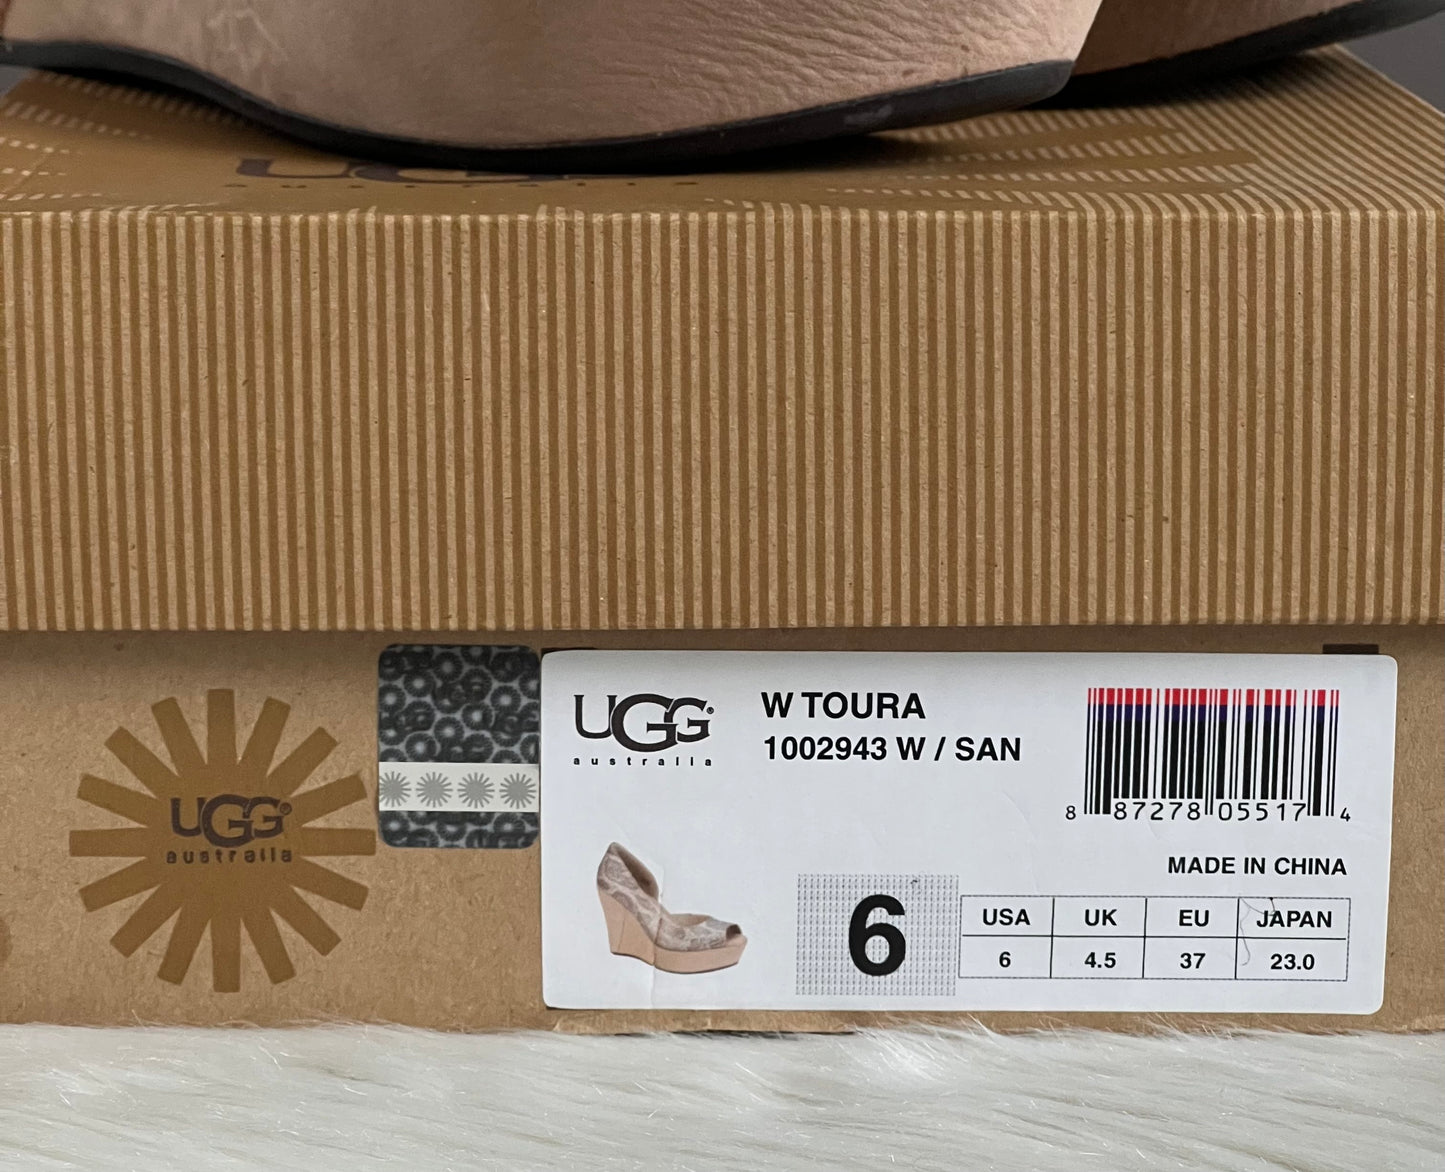 UGG
australia
UGG®
australia
UGG®
australia
W TOURA
1002943 W / SAN
8 87278 05517 4
MADE IN CHINA
6
USA UK EU JAPAN
6 4.5 37 23.0